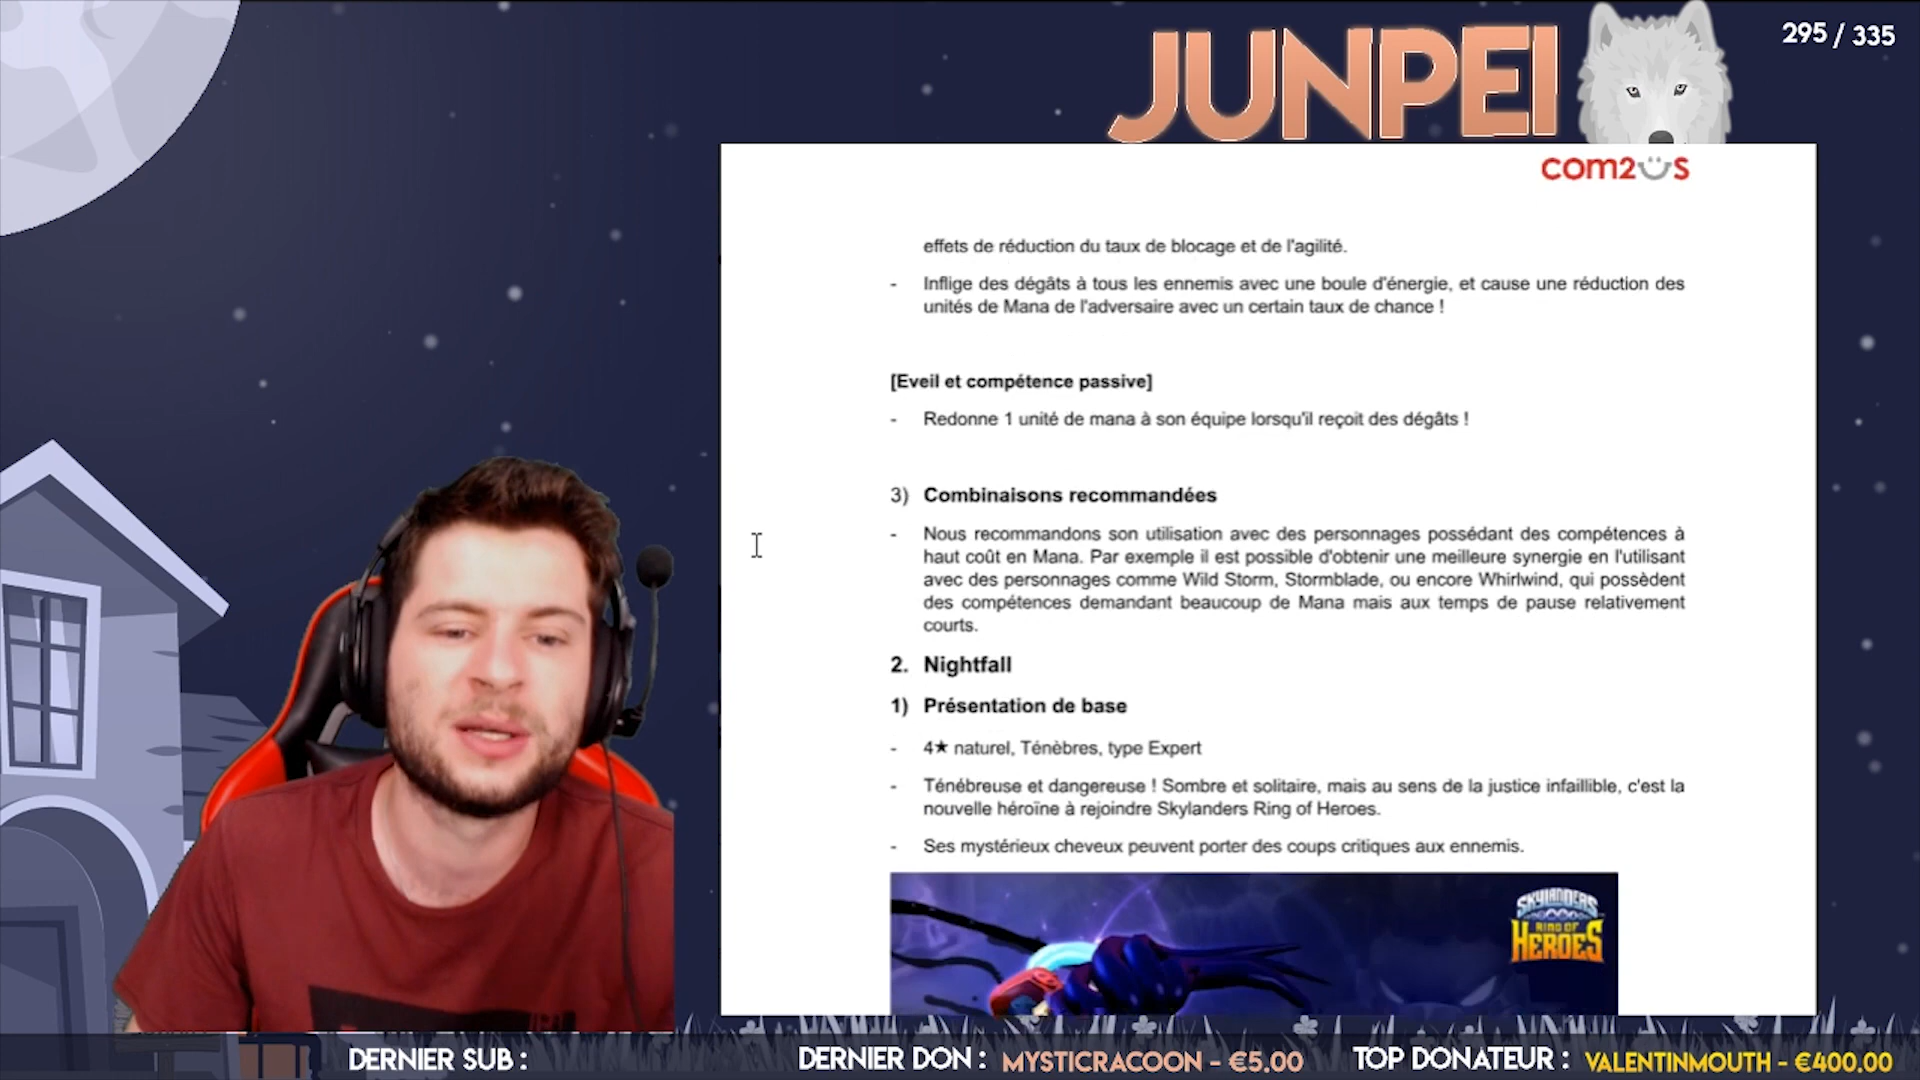 JUNPEI
295 / 335
com2us
effets de réduction du taux de blocage et de l'agilité.
- Inflige des dégâts à tous les ennemis avec une boule d'énergie, et cause une réduction des
unités de Mana de l'adversaire avec un certain taux de chance !
[Eveil et compétence passive]
- Redonne 1 unité de mana à son équipe lorsqu'il reçoit des dégâts !
3) Combinaisons recommandées
- Nous recommandons son utilisation avec des personnages possédant des compétences à
haut coût en Mana. Par exemple il est possible d'obtenir une meilleure synergie en l'utilisant
avec des personnages comme Wild Storm, Stormblade, ou encore Whirlwind, qui possèdent
des compétences demandant beaucoup de Mana mais aux temps de pause relativement
courts.
2. Nightfall
1) Présentation de base
- 4★ naturel, Ténèbres, type Expert
- Ténébreuse et dangereuse ! Sombre et solitaire, mais au sens de la justice infaillible, c'est la
nouvelle héroïne à rejoindre Skylanders Ring of Heroes.
- Ses mystérieux cheveux peuvent porter des coups critiques aux ennemis.
SKYLANDERS
RING OF
HEROES
DERNIER SUB :
DERNIER DON : MYSTICRACOON - €5.00
TOP DONATEUR : VALENTINMOUTH - €400.00